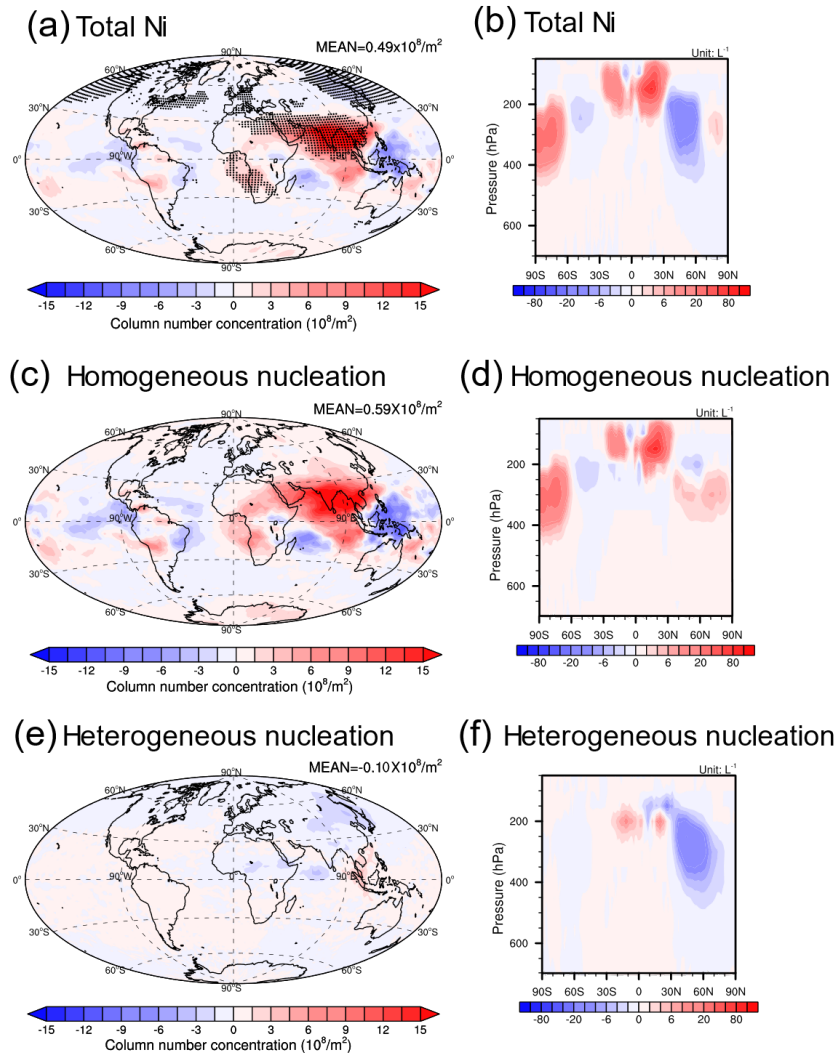 (a) Total Ni
MEAN=0.49x10⁸/m²
90°N
60°N 60°N
30°N 30°N
0° 90°W 90°E 0°
30°S 30°S
60°S 60°S
90°S
-15 -12 -9 -6 -3 0 3 6 9 12 15
Column number concentration (10⁸/m²)
(b) Total Ni
Unit: L⁻¹
Pressure (hPa)
200
400
600
90S 60S 30S 0 30N 60N 90N
-80 -20 -6 0 6 20 80
(c) Homogeneous nucleation
MEAN=0.59X10⁸/m²
90°N
60°N 60°N
30°N 30°N
0° 90°W 90°E 0°
30°S 30°S
60°S 60°S
90°S
-15 -12 -9 -6 -3 0 3 6 9 12 15
Column number concentration (10⁸/m²)
(d) Homogeneous nucleation
Unit: L⁻¹
Pressure (hPa)
200
400
600
90S 60S 30S 0 30N 60N 90N
-80 -20 -6 0 6 20 80
(e) Heterogeneous nucleation
MEAN=-0.10X10⁸/m²
90°N
60°N 60°N
30°N 30°N
0° 90°W 90°E 0°
30°S 30°S
60°S 60°S
90°S
-15 -12 -9 -6 -3 0 3 6 9 12 15
Column number concentration (10⁸/m²)
(f) Heterogeneous nucleation
Unit: L⁻¹
Pressure (hPa)
200
400
600
90S 60S 30S 0 30N 60N 90N
-80 -20 -6 0 6 20 80